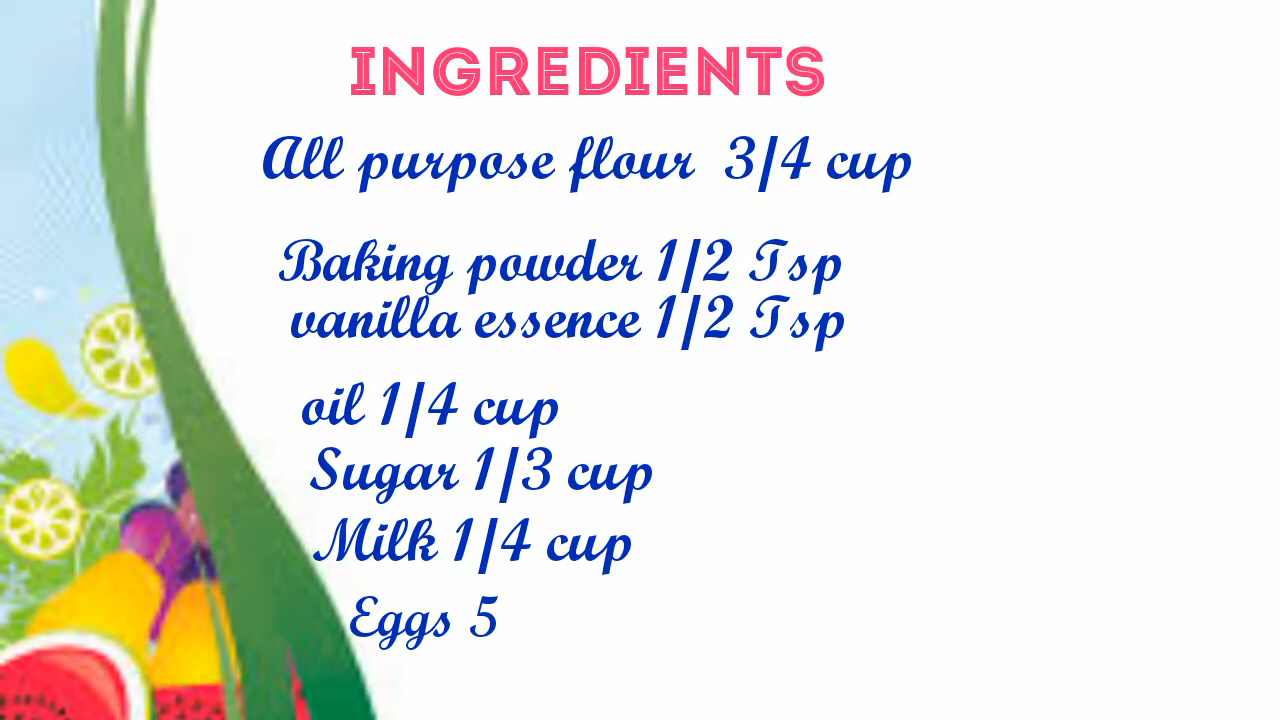 INGREDIENTS
All purpose flour 3/4 cup
Baking powder 1/2 Tsp
vanilla essence 1/2 Tsp
oil 1/4 cup
Sugar 1/3 cup
Milk 1/4 cup
Eggs 5